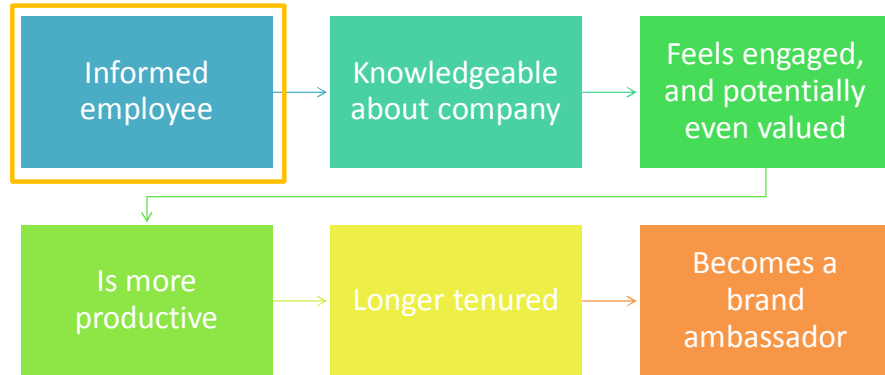 Informed
employee
Knowledgeable
about company
Feels engaged,
and potentially
even valued
Is more
productive
Longer tenured
Becomes a
brand
ambassador